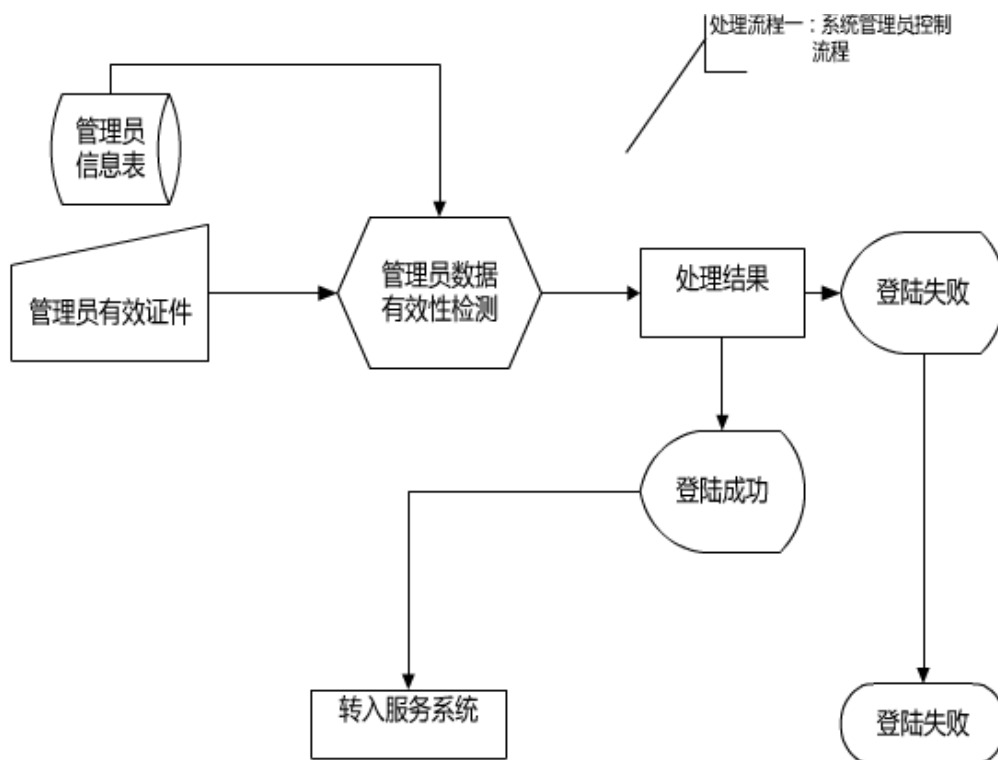 处理流程一：系统管理员控制
流程
管理员
信息表
管理员有效证件
管理员数据
有效性检测
处理结果
登陆失败
登陆成功
转入服务系统
登陆失败